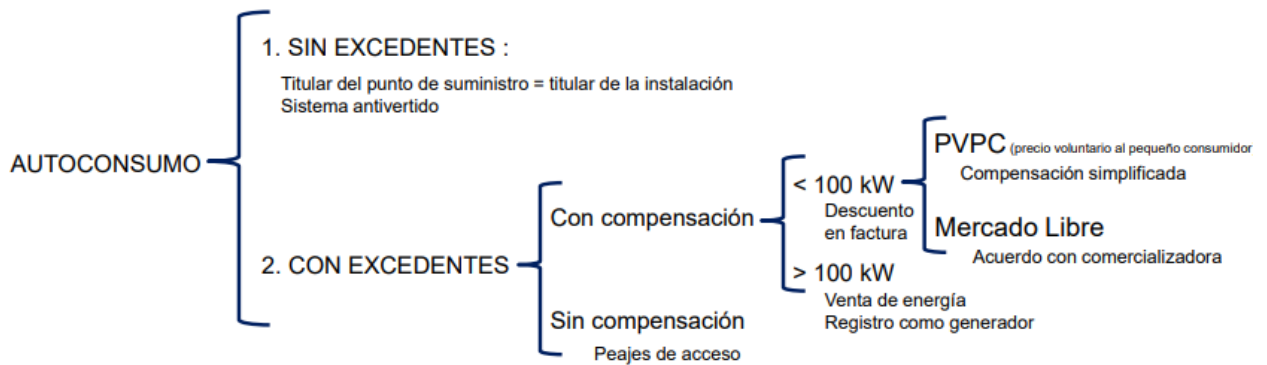 AUTOCONSUMO
1. SIN EXCEDENTES :
Titular del punto de suministro = titular de la instalación
Sistema antivertido
2. CON EXCEDENTES
Con compensación
< 100 kW
Descuento
en factura
PVPC (precio voluntario al pequeño consumidor
Compensación simplificada
Mercado Libre
Acuerdo con comercializadora
> 100 kW
Venta de energía
Registro como generador
Sin compensación
Peajes de acceso